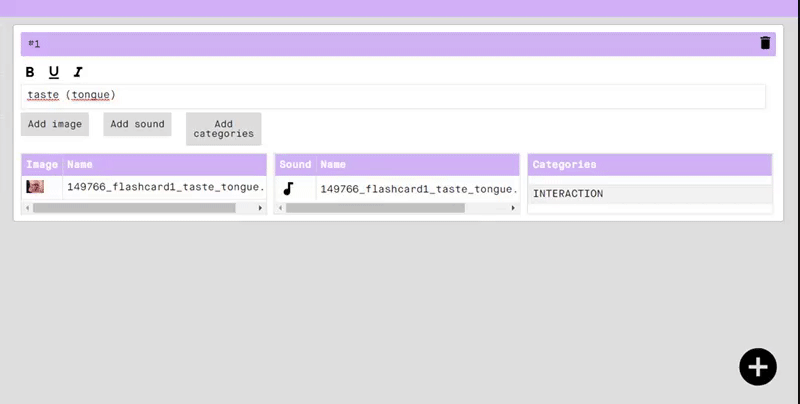 #1
B U I
taste (tongue)
Add image Add sound Add
categories
Image Name Sound Name Categories
149766_flashcard1_taste_tongue. 149766_flashcard1_taste_tongue. INTERACTION